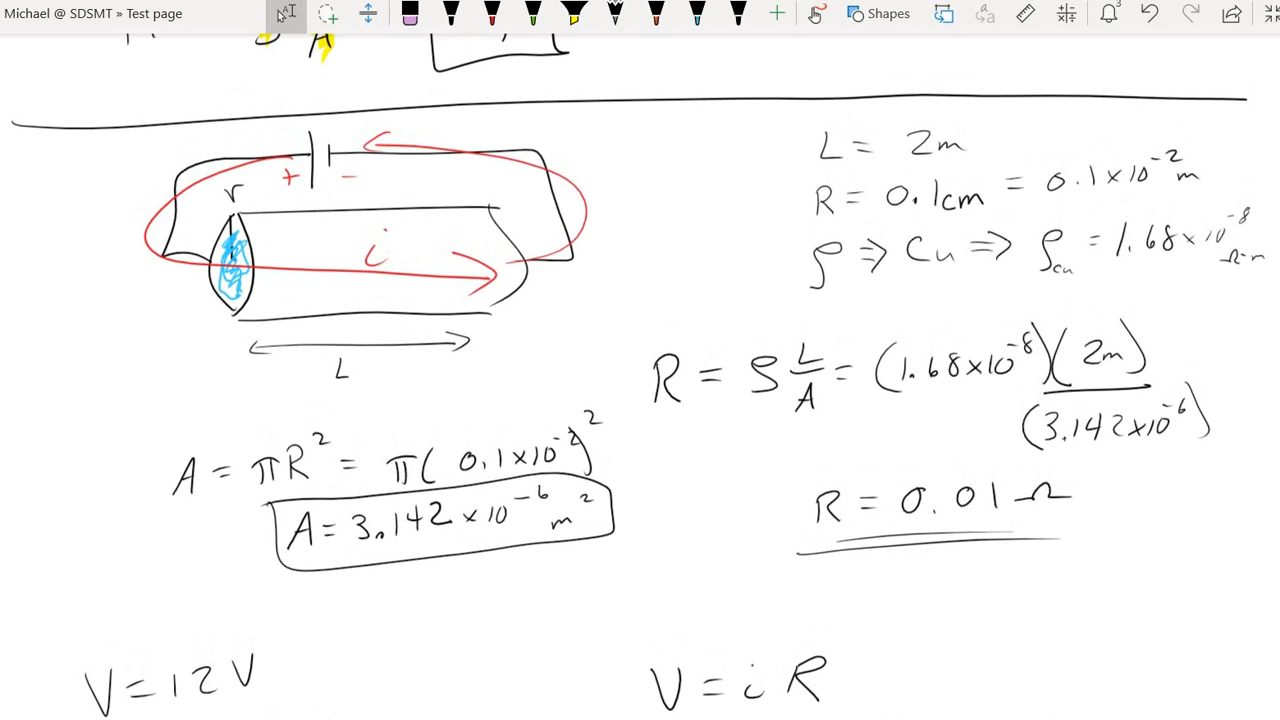 Michael @ SDSMT » Test page
Shapes
A
+ -
r
i
L
L = 2m
R = 0.1cm = 0.1×10⁻² m
ρ ⇒ Cu ⇒ ρcu = 1.68×10⁻⁸ Ω·m
R = ρ L/A = (1.68×10⁻⁸)(2m)/(3.142×10⁻⁶)
A = πR² = π(0.1×10⁻²)²
A = 3.142×10⁻⁶ m²
R = 0.01Ω
V = 12V
V = iR